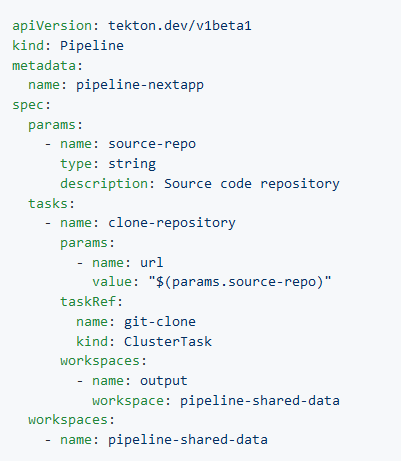 apiVersion: tekton.dev/v1beta1
kind: Pipeline
metadata:
  name: pipeline-nextapp
spec:
  params:
    - name: source-repo
      type: string
      description: Source code repository
  tasks:
    - name: clone-repository
      params:
        - name: url
          value: "$(params.source-repo)"
      taskRef:
        name: git-clone
        kind: ClusterTask
      workspaces:
        - name: output
          workspace: pipeline-shared-data
  workspaces:
    - name: pipeline-shared-data